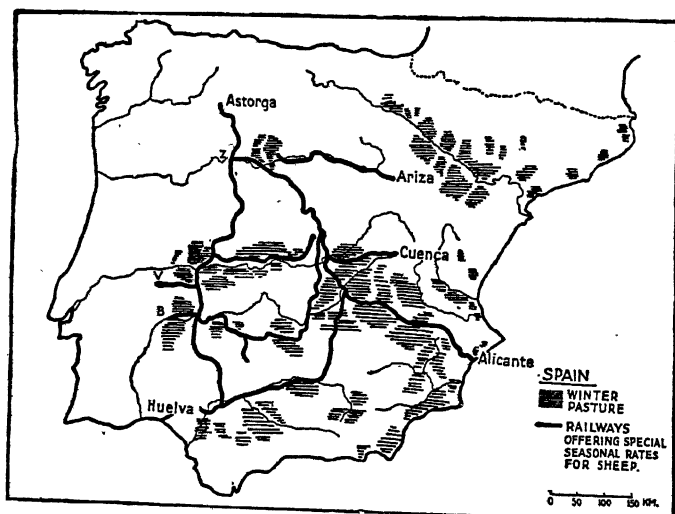 Astorga
Z
Ariza
Cuenca
V
B
Alicante
Huelva
SPAIN
WINTER
PASTURE
RAILWAYS
OFFERING SPECIAL
SEASONAL RATES
FOR SHEEP.
0 50 100 150 KM.